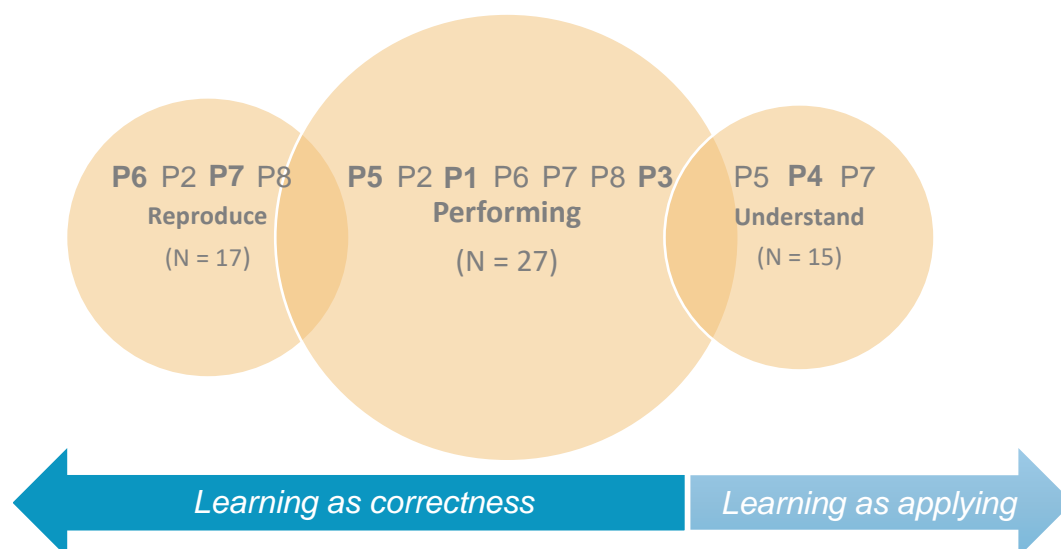 P6 P2 P7 P8
Reproduce
(N = 17)
P5 P2 P1 P6 P7 P8 P3
Performing
(N = 27)
P5 P4 P7
Understand
(N = 15)
Learning as correctness
Learning as applying